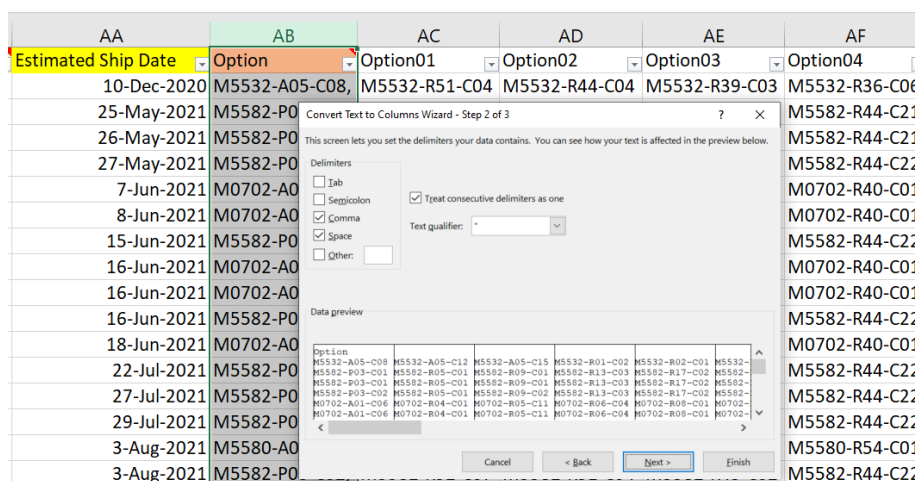 AA AB AC AD AE AF
Estimated Ship Date Option Option01 Option02 Option03 Option04
10-Dec-2020 M5532-A05-C08, M5532-R51-C04 M5532-R44-C04 M5532-R39-C03 M5532-R36-C06
25-May-2021 M5582-P0 Convert Text to Columns Wizard - Step 2 of 3 ? × M5582-R44-C21
26-May-2021 M5582-P0 This screen lets you set the delimiters your data contains. You can see how your text is affected in the preview below. M5582-R44-C22
27-May-2021 M5582-P0 Delimiters M5582-R44-C22
7-Jun-2021 M0702-A0 Tab M0702-R40-C01
Semicolon Treat consecutive delimiters as one
8-Jun-2021 M0702-A0 Comma M0702-R40-C01
Text qualifier: "
15-Jun-2021 M5582-P0 Space M5582-R44-C22
16-Jun-2021 M0702-A0 Other: M0702-R40-C01
16-Jun-2021 M0702-A0 M0702-R40-C01
16-Jun-2021 M5582-P0 Data preview M5582-R44-C22
18-Jun-2021 M0702-A0 M0702-R40-C01
Option
22-Jul-2021 M5582-P0 M5532-A05-C08 M5532-A05-C12 M5532-A05-C15 M5532-R01-C02 M5532-R02-C01 M5532- M5582-R44-C22
M5582-P03-C01 M5582-R05-C01 M5582-R09-C01 M5582-R13-C03 M5582-R17-C02 M5582-
M5582-P03-C01 M5582-R05-C01 M5582-R09-C01 M5582-R13-C03 M5582-R17-C02 M5582-
27-Jul-2021 M5582-P0 M5582-P03-C02 M5582-R05-C01 M5582-R09-C02 M5582-R13-C03 M5582-R17-C02 M5582- M5582-R44-C22
M0702-A01-C06 M0702-R04-C01 M0702-R05-C11 M0702-R06-C04 M0702-R08-C01 M0702-
M0702-A01-C06 M0702-R04-C01 M0702-R05-C11 M0702-R06-C04 M0702-R08-C01 M0702-
29-Jul-2021 M5582-P0 M5582-R44-C22
3-Aug-2021 M5580-A0 Cancel < Back Next > Finish M5580-R54-C01
3-Aug-2021 M5582-P0 M5582-R44-C22